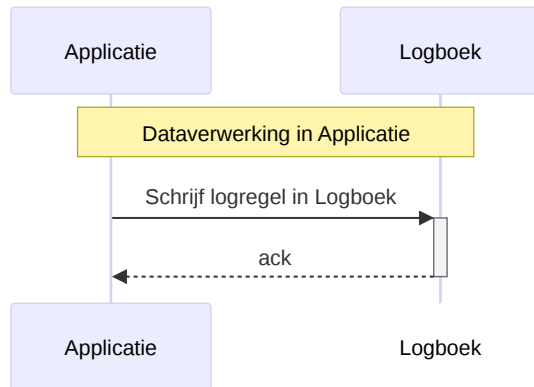 Applicatie
Logboek
Dataverwerking in Applicatie
Schrijf logregel in Logboek
ack
Applicatie
Logboek